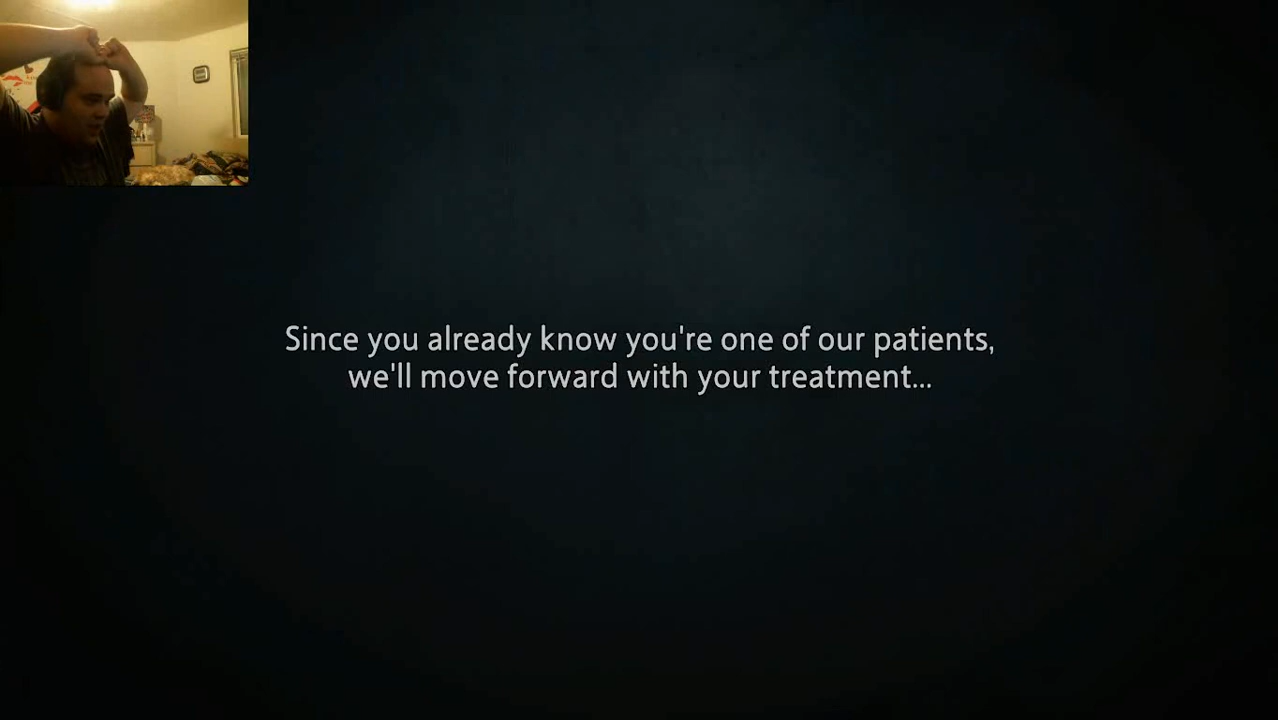 Since you already know you're one of our patients,
we'll move forward with your treatment...